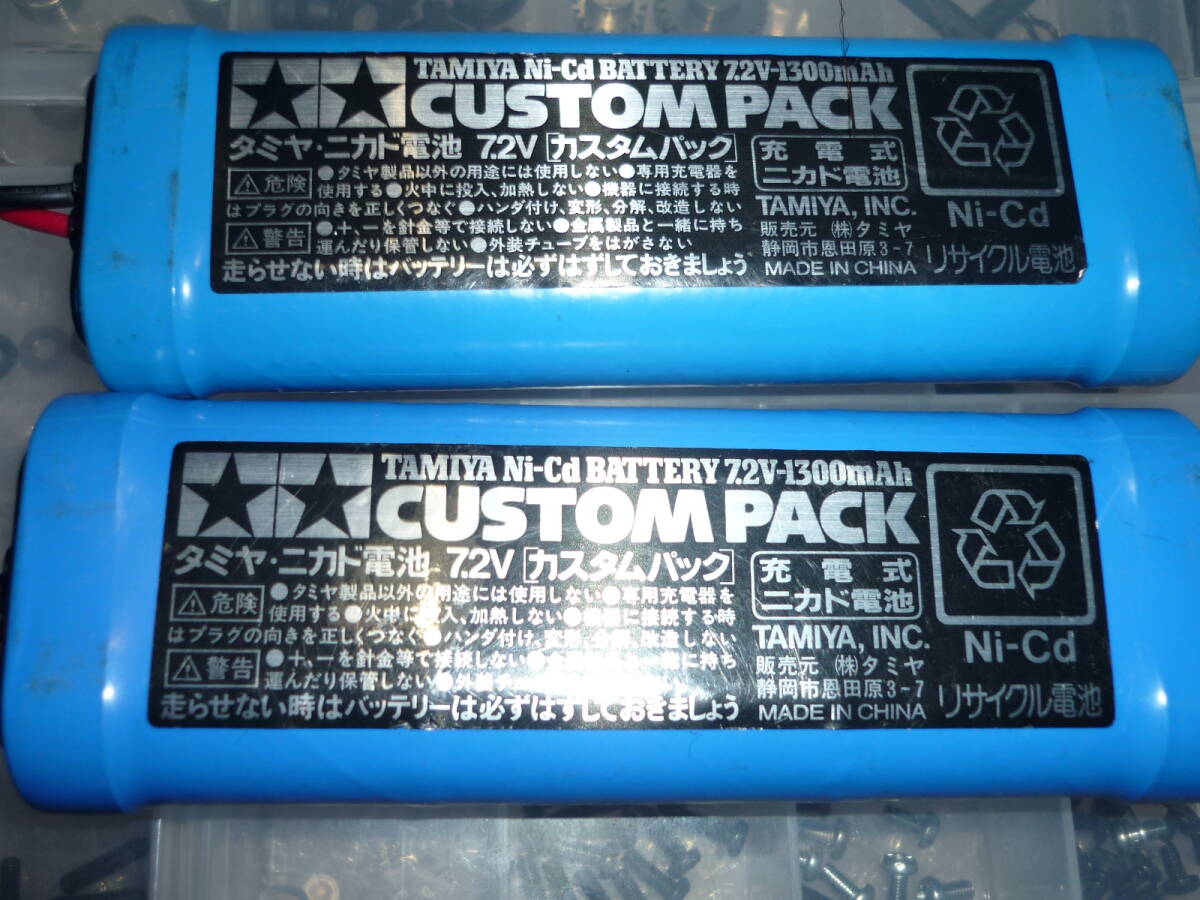 TAMIYA Ni-Cd BATTERY 7.2V-1300mAh
CUSTOM PACK
タミヤ・ニカド電池 7.2V [カスタムパック]
危険 ●タミヤ製品以外の用途には使用しない●専用充電器を
使用する●火中に投入、加熱しない●機器に接続する時
はプラグの向きを正しくつなぐ●ハンダ付け、変形、分解、改造しない
警告 ●+、-を針金等で接続しない●金属製品と一緒に持ち
運んだり保管しない●外装チューブをはがさない
走らせない時はバッテリーは必ずはずしておきましょう
充電式
ニカド電池
TAMIYA, INC.
販売元 (株)タミヤ
静岡市恩田原3-7
MADE IN CHINA
Ni-Cd
リサイクル電池
TAMIYA Ni-Cd BATTERY 7.2V-1300mAh
CUSTOM PACK
タミヤ・ニカド電池 7.2V [カスタムパック]
危険 ●タミヤ製品以外の用途には使用しない●専用充電器を
使用する●火中に投入、加熱しない●機器に接続する時
はプラグの向きを正しくつなぐ●ハンダ付け、変形、分解、改造しない
警告 ●+、-を針金等で接続しない●金属製品と一緒に持ち
運んだり保管しない●外装
走らせない時はバッテリーは必ずはずしておきましょう
充電式
ニカド電池
TAMIYA, INC.
販売元 (株)タミヤ
静岡市恩田原3-7
MADE IN CHINA
Ni-Cd
リサイクル電池